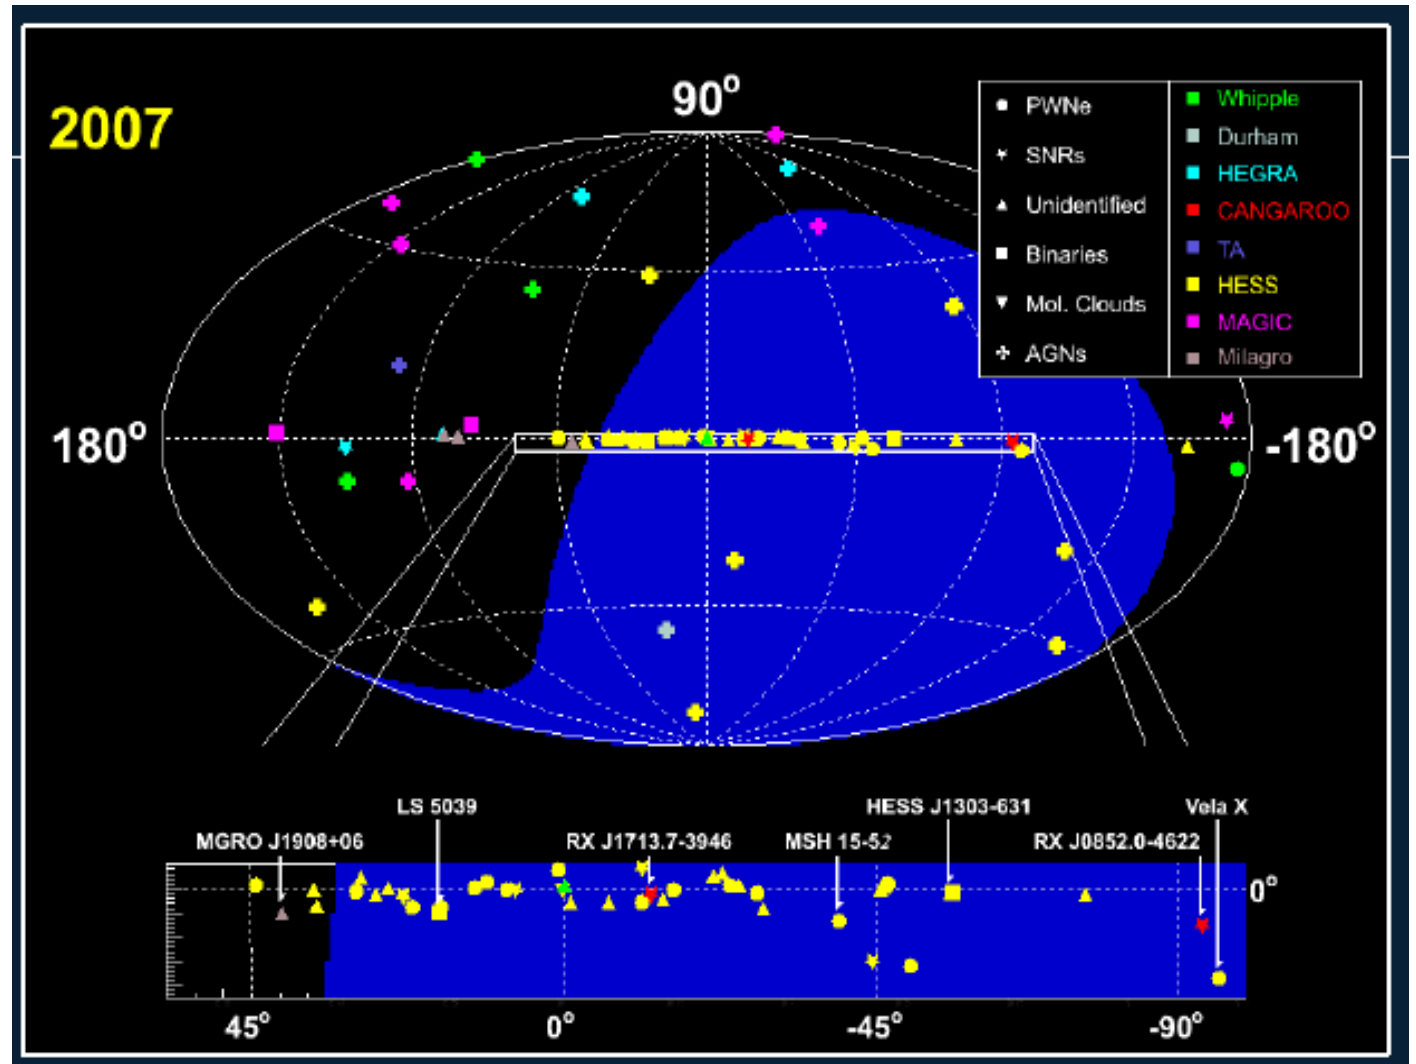 2007
90°
PWNe
SNRs
Unidentified
Binaries
Mol. Clouds
AGNs
Whipple
Durham
HEGRA
CANGAROO
TA
HESS
MAGIC
Milagro
180°
-180°
LS 5039
HESS J1303-631
Vela X
MGRO J1908+06
RX J1713.7-3946
MSH 15-52
RX J0852.0-4622
0°
45°
0°
-45°
-90°